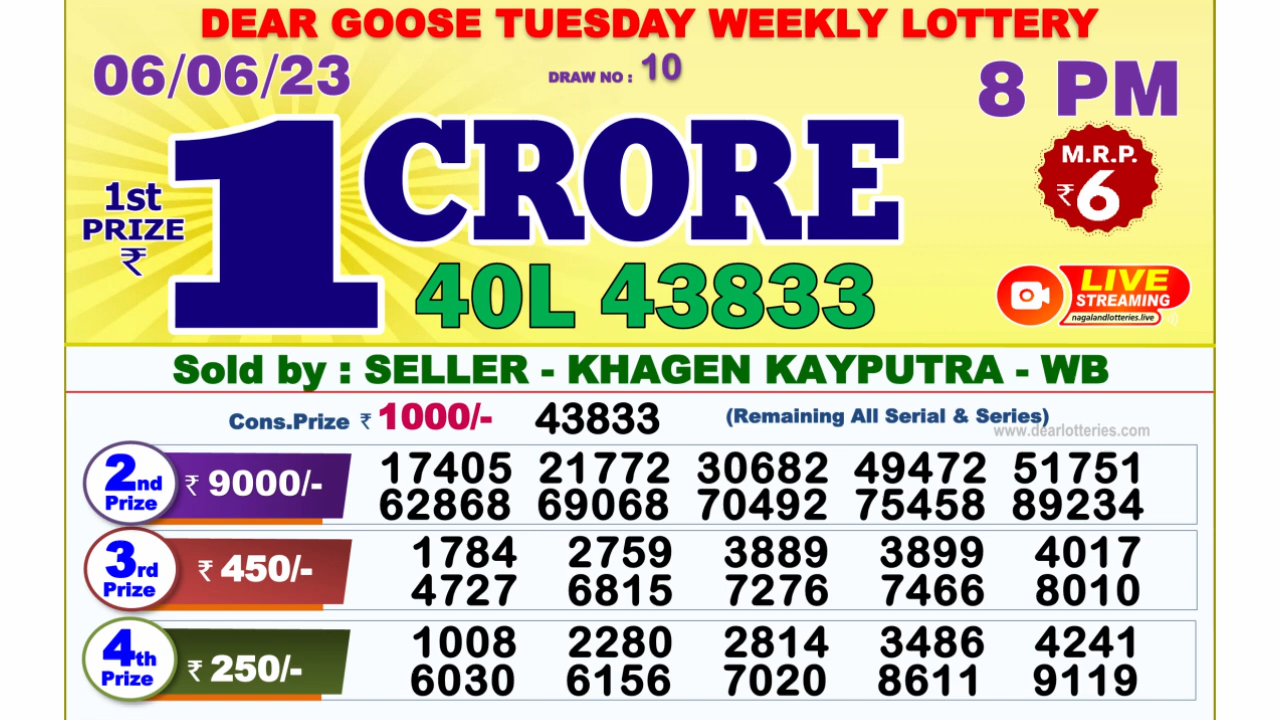 DEAR GOOSE TUESDAY WEEKLY LOTTERY
06/06/23
DRAW NO : 10
8 PM
M.R.P.
₹6
1st
PRIZE
₹
1 CRORE
40L 43833
LIVE
STREAMING
nagalandlotteries.live
Sold by : SELLER - KHAGEN KAYPUTRA - WB
Cons.Prize ₹ 1000/- 43833 (Remaining All Serial & Series)
www.dearlotteries.com
2nd Prize ₹ 9000/-
17405 21772 30682 49472 51751
62868 69068 70492 75458 89234
3rd Prize ₹ 450/-
1784 2759 3889 3899 4017
4727 6815 7276 7466 8010
4th Prize ₹ 250/-
1008 2280 2814 3486 4241
6030 6156 7020 8611 9119